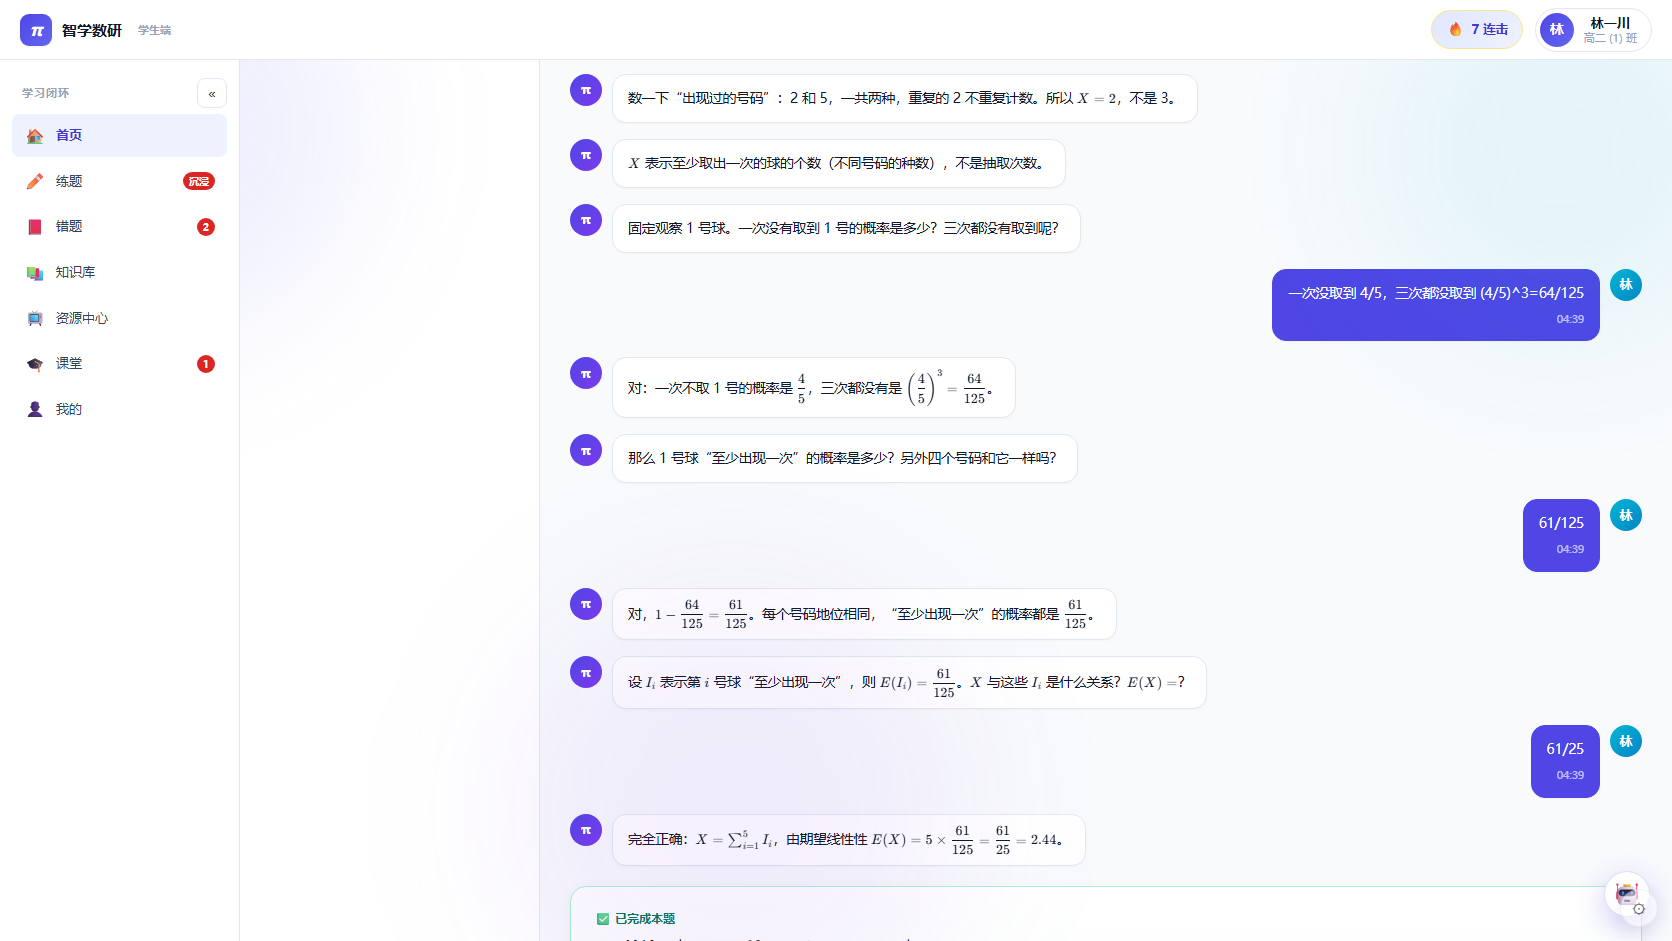 π 智学数研 学生端
🔥 7 连击
林 林一川
高二 (1) 班
学习闭环 «
首页
练题 沉浸
错题 2
知识库
资源中心
课堂 1
我的
π 数一下“出现过的号码”：2 和 5，一共两种，重复的 2 不重复计数。所以 X = 2，不是 3。
π X 表示至少取出一次的球的个数（不同号码的种数），不是抽取次数。
π 固定观察 1 号球。一次没有取到 1 号的概率是多少？三次都没有取到呢？
一次没取到 4/5，三次都没取到 (4/5)^3=64/125 林
04:39
π 对：一次不取 1 号的概率是 4/5，三次都没有是 (4/5)^3 = 64/125。
π 那么 1 号球“至少出现一次”的概率是多少？另外四个号码和它一样吗？
61/125 林
04:39
π 对，1 − 64/125 = 61/125。每个号码地位相同，“至少出现一次”的概率都是 61/125。
π 设 I_i 表示第 i 号球“至少出现一次”，则 E(I_i) = 61/125。X 与这些 I_i 是什么关系？E(X) =?
61/25 林
04:39
π 完全正确：X = ∑_{i=1}^5 I_i，由期望线性性 E(X) = 5 × 61/125 = 61/25 = 2.44。
✅ 已完成本题